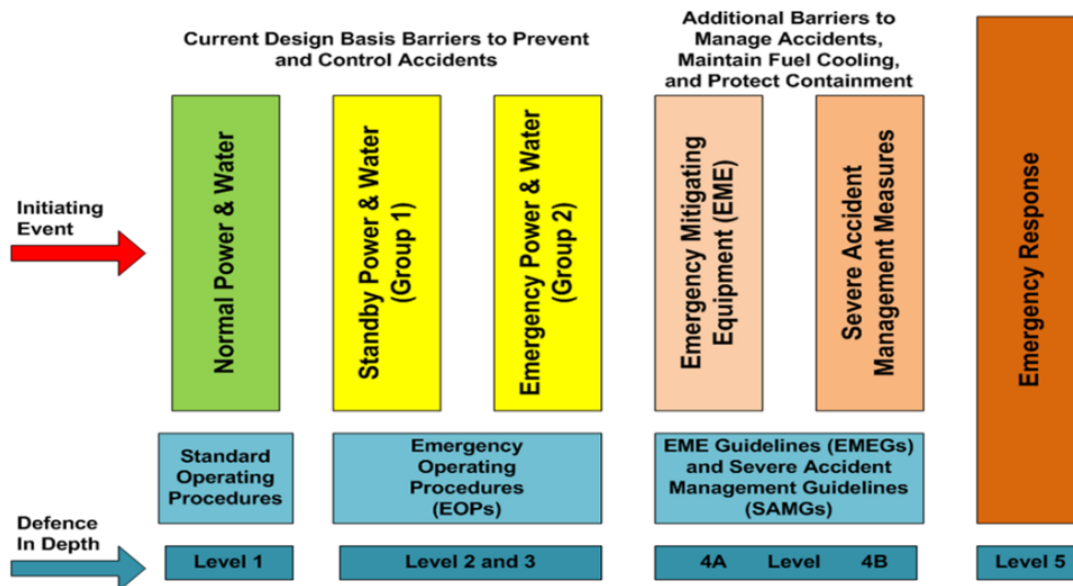 Current Design Basis Barriers to Prevent
and Control Accidents
Additional Barriers to
Manage Accidents,
Maintain Fuel Cooling,
and Protect Containment
Initiating
Event
Normal Power & Water
Standby Power & Water
(Group 1)
Emergency Power & Water
(Group 2)
Emergency Mitigating
Equipment (EME)
Severe Accident
Management Measures
Emergency Response
Standard
Operating
Procedures
Emergency
Operating
Procedures
(EOPs)
EME Guidelines (EMEGs)
and Severe Accident
Management Guidelines
(SAMGs)
Defence
In Depth
Level 1
Level 2 and 3
4A Level 4B
Level 5